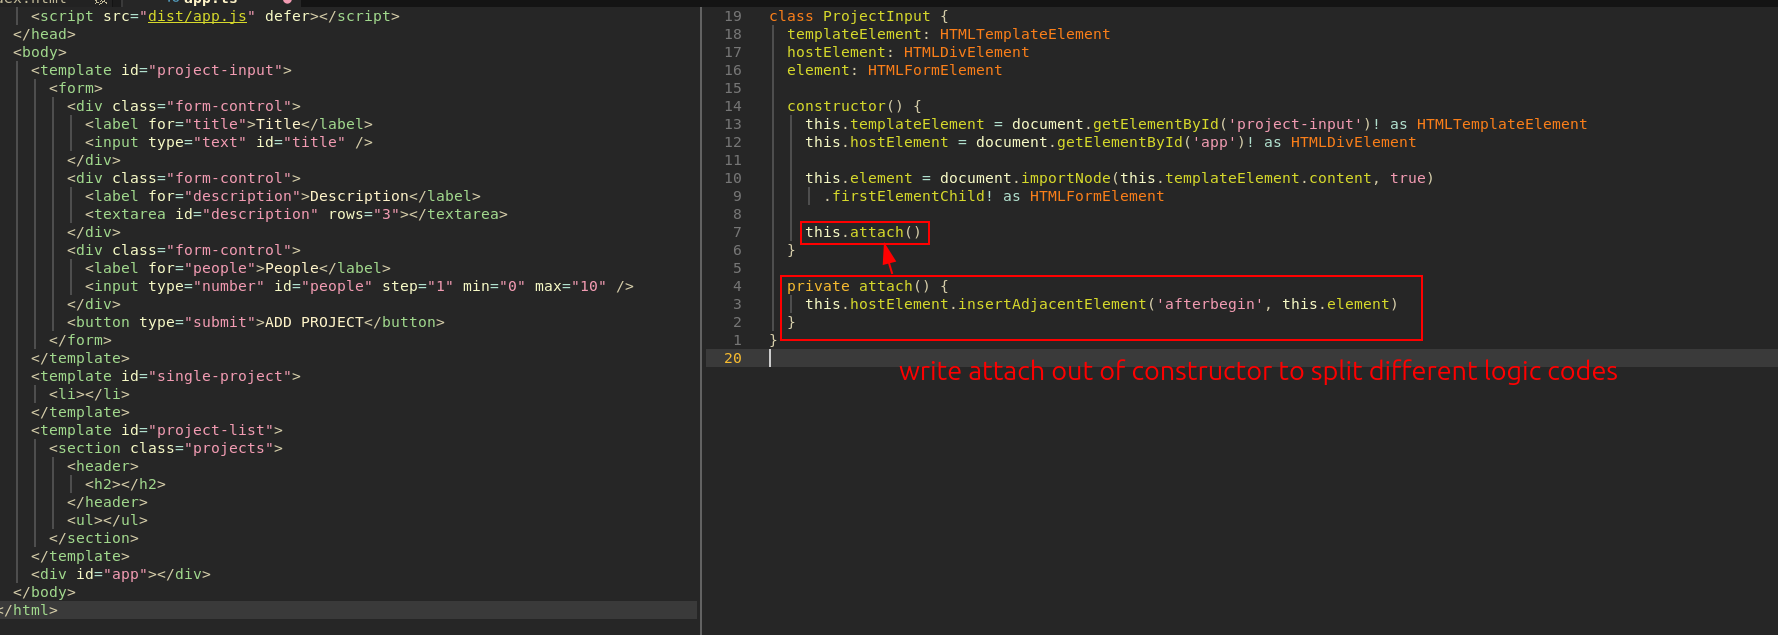 app.ts
<script src="dist/app.js" defer></script>
</head>
<body>
<template id="project-input">
<form>
<div class="form-control">
<label for="title">Title</label>
<input type="text" id="title" />
</div>
<div class="form-control">
<label for="description">Description</label>
<textarea id="description" rows="3"></textarea>
</div>
<div class="form-control">
<label for="people">People</label>
<input type="number" id="people" step="1" min="0" max="10" />
</div>
<button type="submit">ADD PROJECT</button>
</form>
</template>
<template id="single-project">
<li></li>
</template>
<template id="project-list">
<section class="projects">
<header>
<h2></h2>
</header>
<ul></ul>
</section>
</template>
<div id="app"></div>
</body>
</html>
19 class ProjectInput {
18 templateElement: HTMLTemplateElement
17 hostElement: HTMLDivElement
16 element: HTMLFormElement
15
14 constructor() {
13 this.templateElement = document.getElementById('project-input')! as HTMLTemplateElement
12 this.hostElement = document.getElementById('app')! as HTMLDivElement
11
10 this.element = document.importNode(this.templateElement.content, true)
9 .firstElementChild! as HTMLFormElement
8
7 this.attach()
6 }
5
4 private attach() {
3 this.hostElement.insertAdjacentElement('afterbegin', this.element)
2 }
1 }
20
write attach out of constructor to split different logic codes